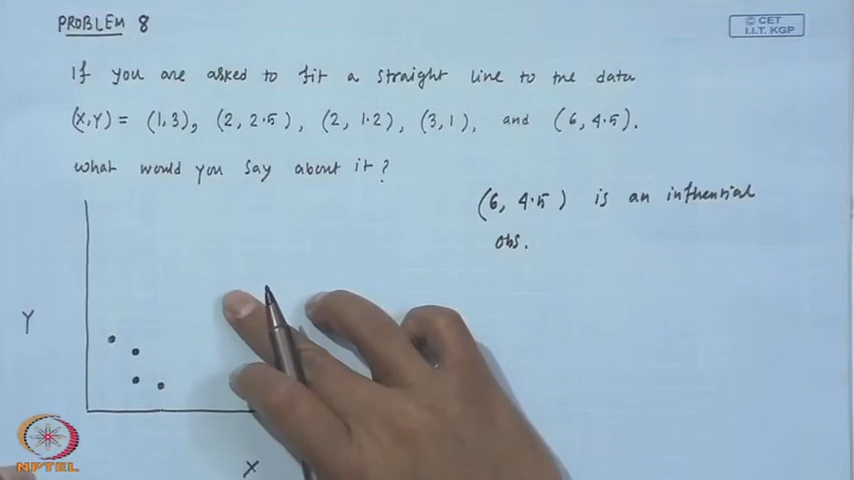 PROBLEM 8
© CET
I.I.T. KGP
If you are asked to fit a straight line to the data
(X,Y) = (1,3), (2, 2.5), (2, 1.2), (3,1), and (6, 4.5).
what would you say about it?
(6, 4.5) is an influential
obs.
Y
X
NPTEL